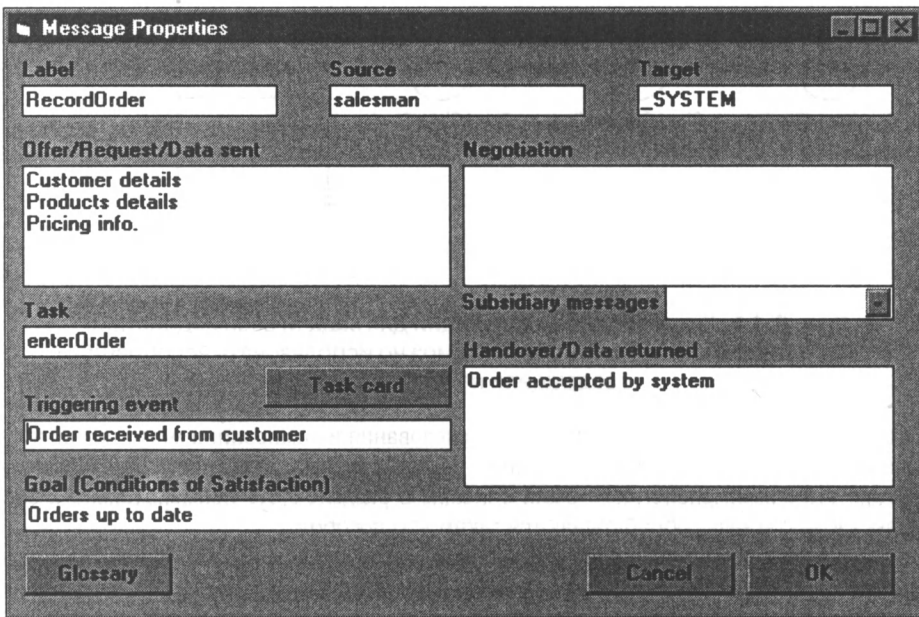 Message Properties
Label Source Target
RecordOrder salesman _SYSTEM
Offer/Request/Data sent Negotiation
Customer details
Products details
Pricing info.
Subsidiary messages
Task
enterOrder
Handover/Data returned
Task card
Order accepted by system
Triggering event
Order received from customer
Goal (Conditions of Satisfaction)
Orders up to date
Glossary Cancel OK